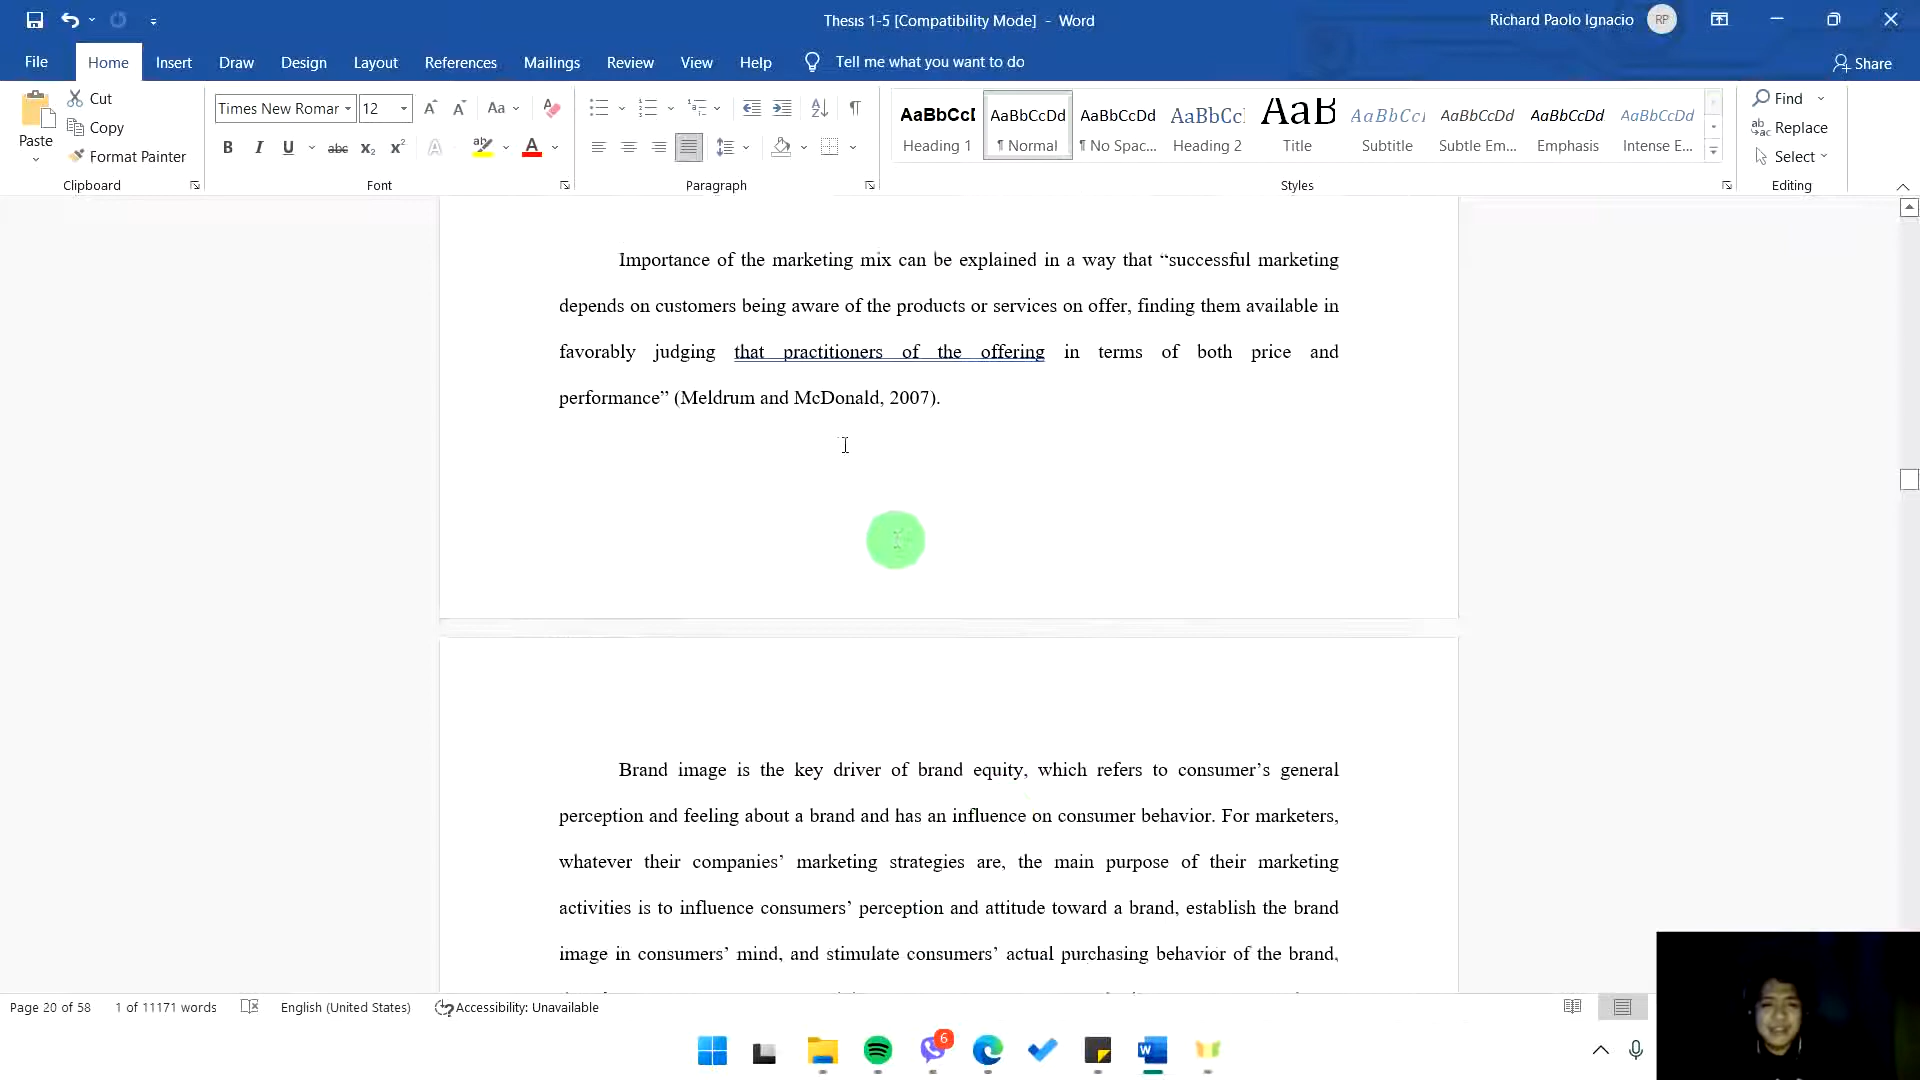 Thesis 1-5 [Compatibility Mode] - Word
Richard Paolo Ignacio
RP
File
Home
Insert
Draw
Design
Layout
References
Mailings
Review
View
Help
Tell me what you want to do
Share
Paste
Cut
Copy
Format Painter
Clipboard
Times New Romar
12
Aa
B I U abc x₂ x²
A
Font
Paragraph
AaBbCcI
Heading 1
AaBbCcDd
¶ Normal
AaBbCcDd
¶ No Spac...
AaBbCc
Heading 2
AaB
Title
AaBbCcI
Subtitle
AaBbCcDd
Subtle Em...
AaBbCcDd
Emphasis
AaBbCcDd
Intense E...
Styles
Find
Replace
Select
Editing
Importance of the marketing mix can be explained in a way that “successful marketing
depends on customers being aware of the products or services on offer, finding them available in
favorably judging that practitioners of the offering in terms of both price and
performance” (Meldrum and McDonald, 2007).
Brand image is the key driver of brand equity, which refers to consumer’s general
perception and feeling about a brand and has an influence on consumer behavior. For marketers,
whatever their companies’ marketing strategies are, the main purpose of their marketing
activities is to influence consumers’ perception and attitude toward a brand, establish the brand
image in consumers’ mind, and stimulate consumers’ actual purchasing behavior of the brand,
Page 20 of 58
1 of 11171 words
English (United States)
Accessibility: Unavailable
6
W